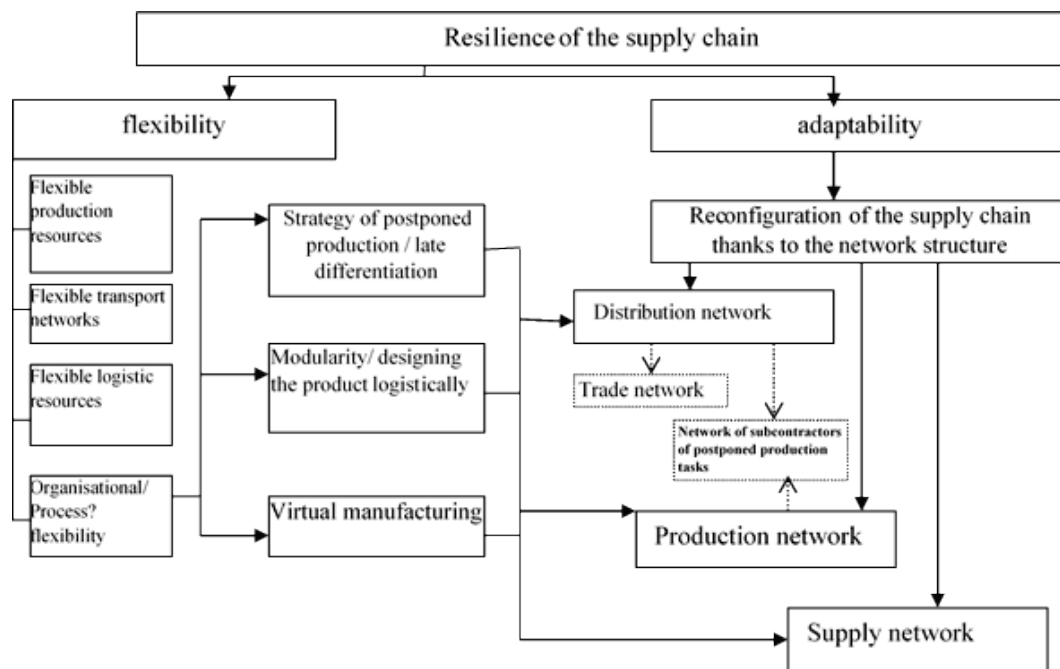 Resilience of the supply chain
flexibility
adaptability
Flexible
production
resources
Flexible transport
networks
Flexible logistic
resources
Organisational/
Process?
flexibility
Strategy of postponed
production / late
differentiation
Modularity/ designing
the product logistically
Virtual manufacturing
Reconfiguration of the supply chain
thanks to the network structure
Distribution network
Trade network
Network of subcontractors
of postponed production
tasks
Production network
Supply network